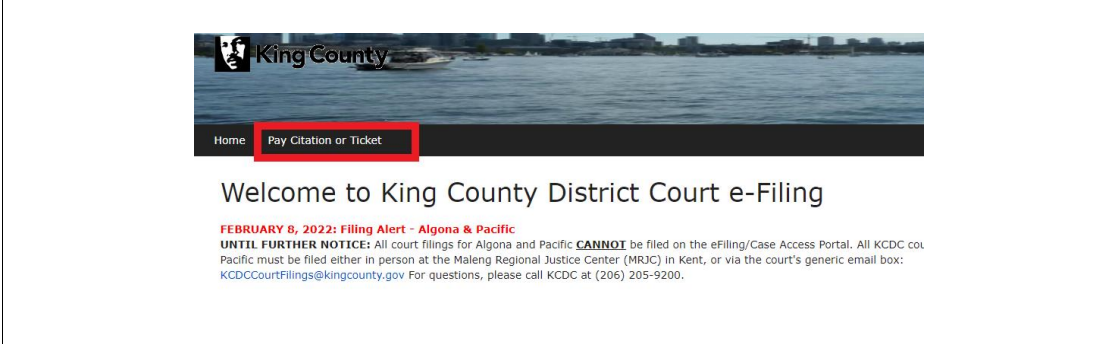 King County
Home Pay Citation or Ticket
Welcome to King County District Court e-Filing
FEBRUARY 8, 2022: Filing Alert - Algona & Pacific
UNTIL FURTHER NOTICE: All court filings for Algona and Pacific CANNOT be filed on the eFiling/Case Access Portal. All KCDC cou
Pacific must be filed either in person at the Maleng Regional Justice Center (MRJC) in Kent, or via the court's generic email box:
KCDCCourtFilings@kingcounty.gov For questions, please call KCDC at (206) 205-9200.